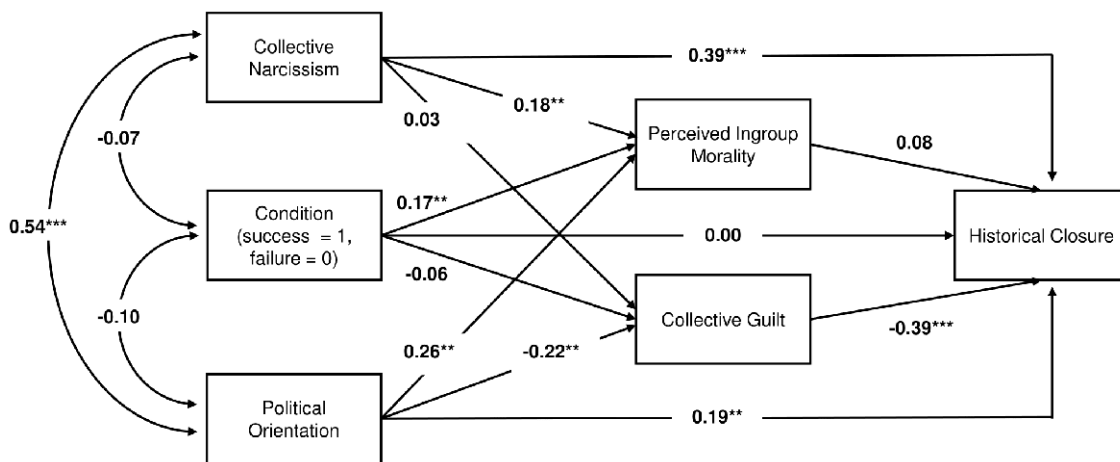 Collective
Narcissism
0.39***
0.18**
0.03
Perceived Ingroup
Morality
-0.07
0.08
0.54***
Condition
(success = 1,
failure = 0)
0.17**
0.00
Historical Closure
-0.06
-0.10
Collective Guilt
-0.39***
0.26**
-0.22**
Political
Orientation
0.19**